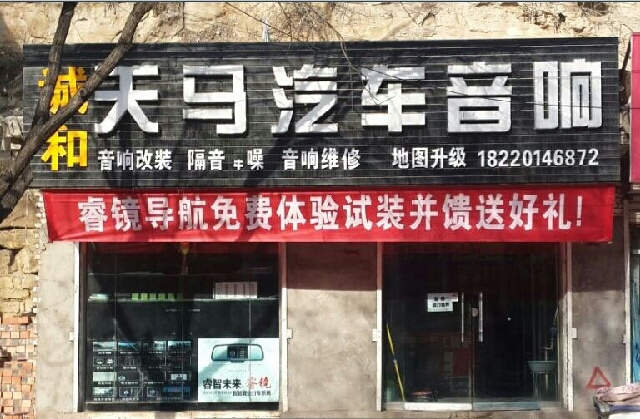 诚和
天马汽车音响
音响改装 隔音 噪 音响维修 地图升级 18220146872
睿镜导航免费体验试装并馈送好礼!
睿智未来 睿镜